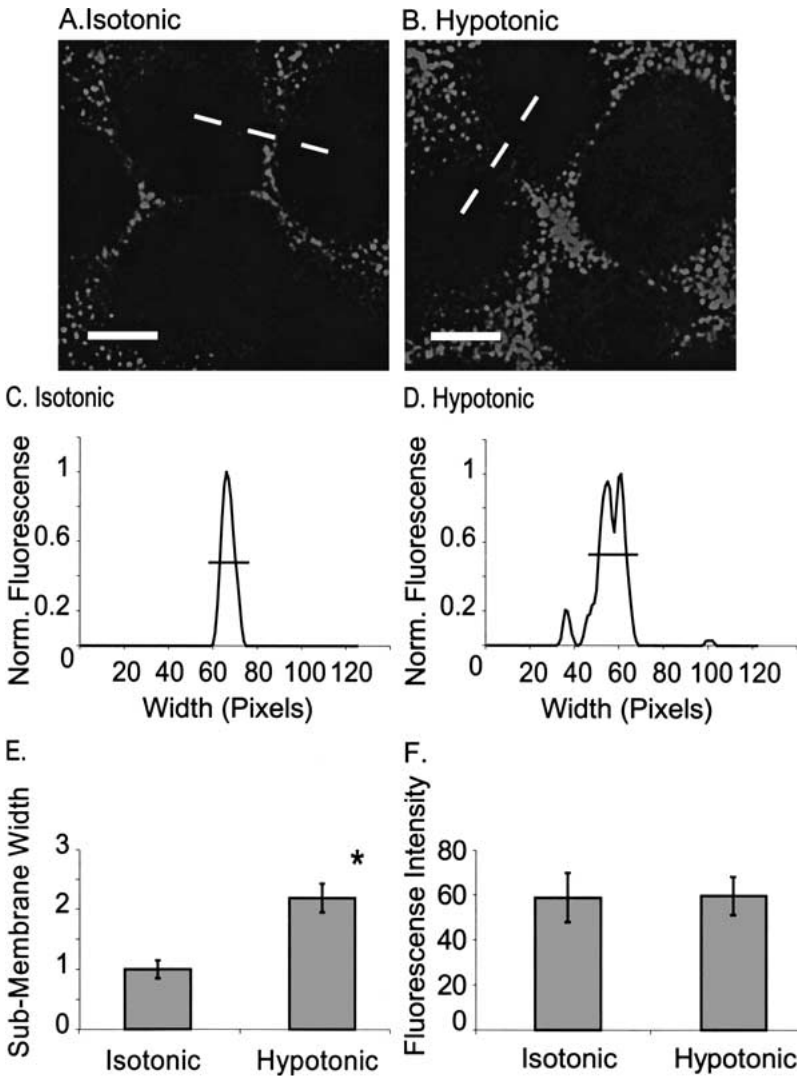 A.Isotonic
B. Hypotonic
C. Isotonic
D. Hypotonic
Norm. Fluorescense
1
0.6
0.2
0
20 40 60 80 100 120
Width (Pixels)
Norm. Fluorescense
1
0.6
0.2
0
20 40 60 80 100 120
Width (Pixels)
E.
F.
Sub-Membrane Width
3
2
1
0
Isotonic Hypotonic
*
Fluorescense Intensity
80
60
40
20
0
Isotonic Hypotonic